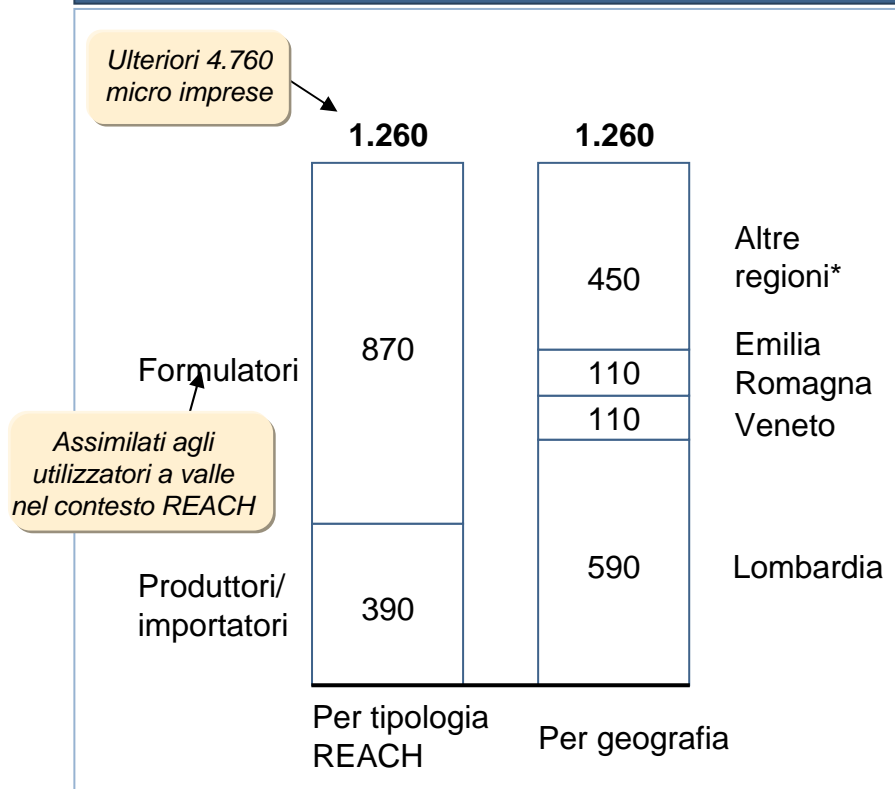 Ulteriori 4.760
micro imprese
1.260
1.260
Altre
regioni*
450
Emilia
Romagna
870
Formulatori
110
110
Veneto
Assimilati agli
utilizzatori a valle
nel contesto REACH
590
Lombardia
Produttori/
importatori
390
Per tipologia
REACH
Per geografia